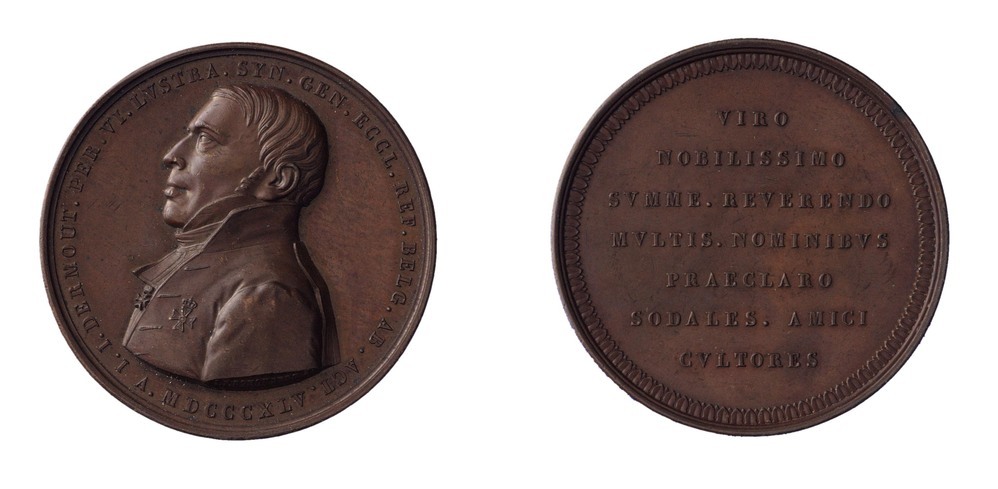 I. I. DERMOUT. PER. VI. LVSTRA. SYN. GEN. ECCL. REF. BELG. AB. ACT.
A. MDCCCXLV.
VIRO
NOBILISSIMO
SVMME. REVERENDO
MVLTIS. NOMINIBVS
PRAECLARO
SODALES. AMICI
CVLTORES